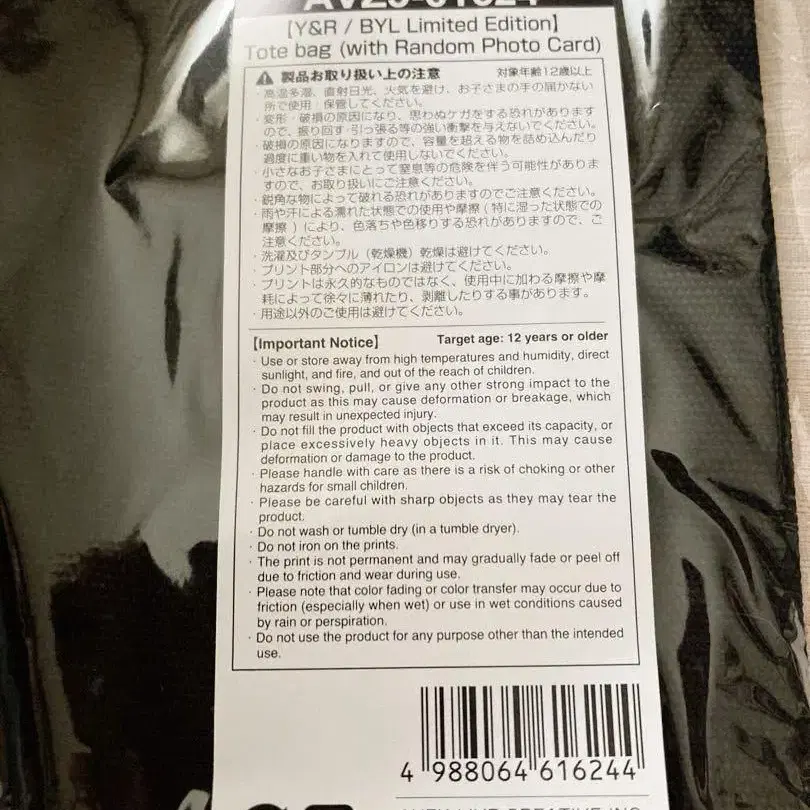 【Y&R / BYL Limited Edition】
Tote bag (with Random Photo Card)
製品お取り扱い上の注意 対象年齢12歳以上
・高温多湿、直射日光、火気を避け、お子さまの手の届かない
所で使用・保管してください。
・変形・破損の原因になり、思わぬケガをする恐れがあります
ので、振り回す・引っ張る等の強い衝撃を与えないでください。
・破損の原因になりますので、容量を超える物を詰め込んだり
過度に重い物を入れて使用しないでください。
・小さなお子さまにとって窒息等の危険を伴う可能性がありま
すので、お取り扱いにご注意ください。
・鋭角な物によって破れる恐れがありますのでご注意ください。
・雨や汗による濡れた状態での使用や摩擦 ( 特に湿った状態での
摩擦 ) により、色落ちや色移りする恐れがありますので、ご
注意ください。
・洗濯及びタンブル（乾燥機）乾燥は避けてください。
・プリント部分へのアイロンは避けてください。
・プリントは永久的なものではなく、使用中に加わる摩擦や摩
耗によって徐々に薄れたり、剥離したりする事があります。
・用途以外のご使用は避けてください。
【Important Notice】 Target age: 12 years or older
・Use or store away from high temperatures and humidity, direct
sunlight, and fire, and out of the reach of children.
・Do not swing, pull, or give any other strong impact to the
product as this may cause deformation or breakage, which
may result in unexpected injury.
・Do not fill the product with objects that exceed its capacity, or
place excessively heavy objects in it. This may cause
deformation or damage to the product.
・Please handle with care as there is a risk of choking or other
hazards for small children.
・Please be careful with sharp objects as they may tear the
product.
・Do not wash or tumble dry (in a tumble dryer).
・Do not iron on the prints.
・The print is not permanent and may gradually fade or peel off
due to friction and wear during use.
・Please note that color fading or color transfer may occur due to
friction (especially when wet) or use in wet conditions caused
by rain or perspiration.
・Do not use the product for any purpose other than the intended
use.
4 988064 616244